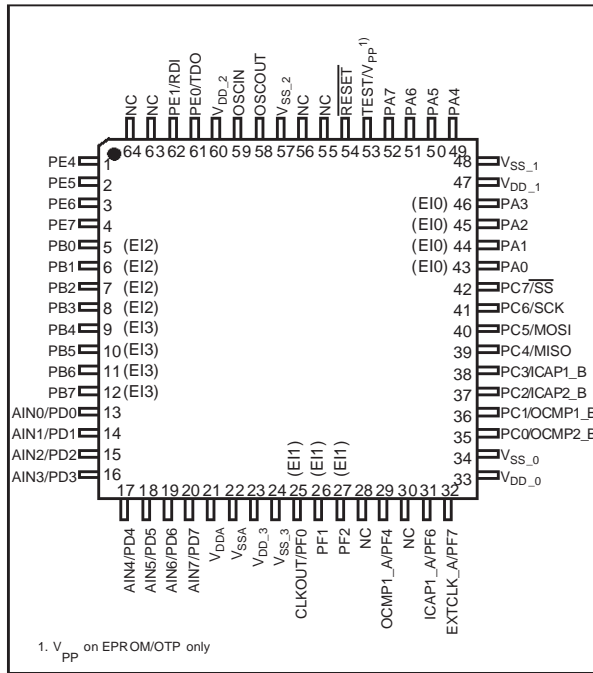 NC
NC
PE1/RDI
PE0/TDO
VDD_2
OSCIN
OSCOUT
VSS_2
NC
NC
RESET
TEST/VPP1)
PA7
PA6
PA5
PA4
64 63 62 61 60 59 58 57 56 55 54 53 52 51 50 49
PE4 1
PE5 2
PE6 3
PE7 4
PB0 5 (EI2)
PB1 6 (EI2)
PB2 7 (EI2)
PB3 8 (EI2)
PB4 9 (EI3)
PB5 10 (EI3)
PB6 11 (EI3)
PB7 12 (EI3)
AIN0/PD0 13
AIN1/PD1 14
AIN2/PD2 15
AIN3/PD3 16
48 VSS_1
47 VDD_1
(EI0) 46 PA3
(EI0) 45 PA2
(EI0) 44 PA1
(EI0) 43 PA0
42 PC7/SS
41 PC6/SCK
40 PC5/MOSI
39 PC4/MISO
38 PC3/ICAP1_B
37 PC2/ICAP2_B
36 PC1/OCMP1_B
35 PC0/OCMP2_B
34 VSS_0
33 VDD_0
(EI1)
(EI1)
(EI1)
17 18 19 20 21 22 23 24 25 26 27 28 29 30 31 32
AIN4/PD4
AIN5/PD5
AIN6/PD6
AIN7/PD7
VDDA
VSSA
VDD_3
VSS_3
CLKOUT/PF0
PF1
PF2
NC
OCMP1_A/PF4
NC
ICAP1_A/PF6
EXTCLK_A/PF7
1. VPP on EPROM/OTP only